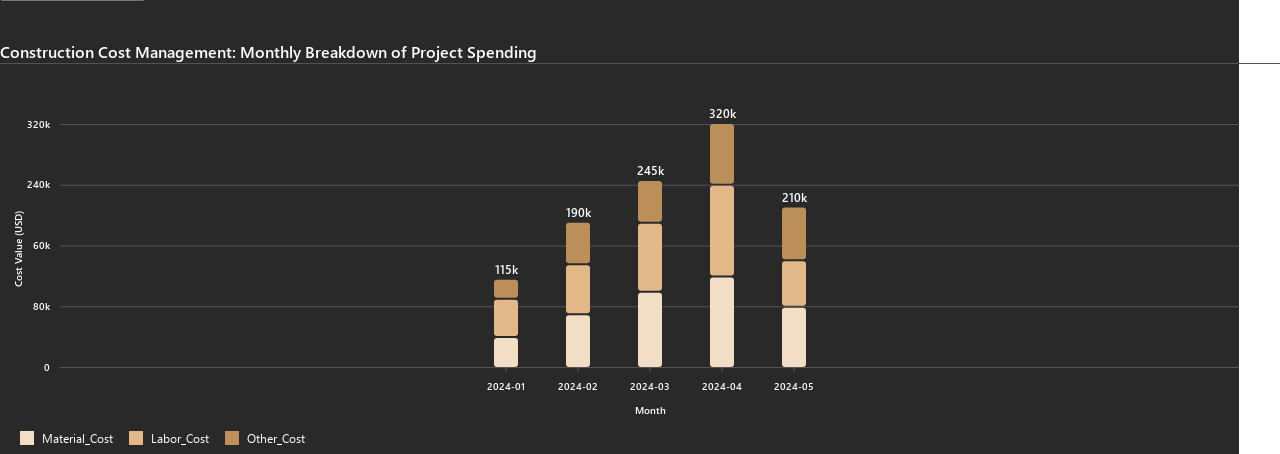 Construction Cost Management: Monthly Breakdown of Project Spending
320k
240k
60k
80k
0
Cost Value (USD)
115k
190k
245k
320k
210k
2024-01
2024-02
2024-03
2024-04
2024-05
Month
Material_Cost
Labor_Cost
Other_Cost